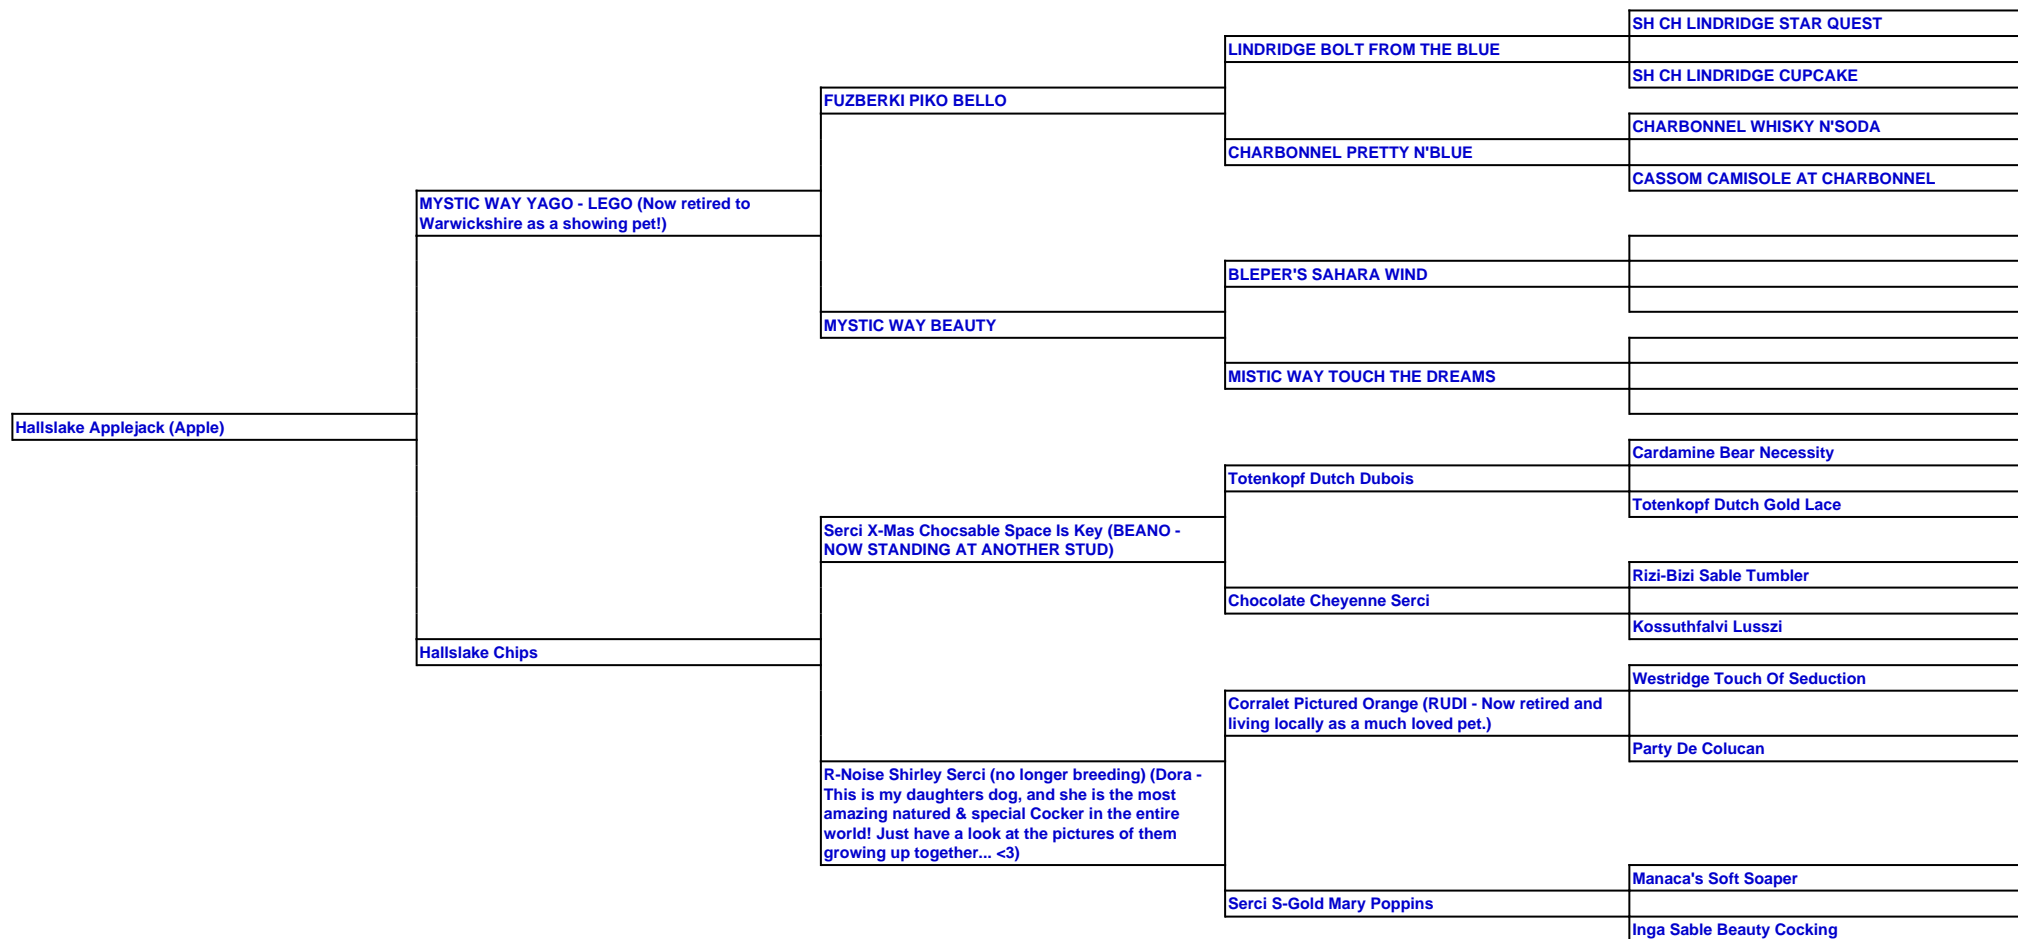 SH CH LINDRIDGE STAR QUEST
LINDRIDGE BOLT FROM THE BLUE
SH CH LINDRIDGE CUPCAKE
FUZBERKI PIKO BELLO
CHARBONNEL WHISKY N'SODA
CHARBONNEL PRETTY N'BLUE
CASSOM CAMISOLE AT CHARBONNEL
MYSTIC WAY YAGO - LEGO (Now retired to
Warwickshire as a showing pet!)
BLEPER'S SAHARA WIND
MYSTIC WAY BEAUTY
MISTIC WAY TOUCH THE DREAMS
Hallslake Applejack (Apple)
Cardamine Bear Necessity
Totenkopf Dutch Dubois
Totenkopf Dutch Gold Lace
Serci X-Mas Chocsable Space Is Key (BEANO -
NOW STANDING AT ANOTHER STUD)
Rizi-Bizi Sable Tumbler
Chocolate Cheyenne Serci
Kossuthfalvi Lusszi
Hallslake Chips
Westridge Touch Of Seduction
Corralet Pictured Orange (RUDI - Now retired and
living locally as a much loved pet.)
Party De Colucan
R-Noise Shirley Serci (no longer breeding) (Dora -
This is my daughters dog, and she is the most
amazing natured & special Cocker in the entire
world! Just have a look at the pictures of them
growing up together... <3)
Manaca's Soft Soaper
Serci S-Gold Mary Poppins
Inga Sable Beauty Cocking